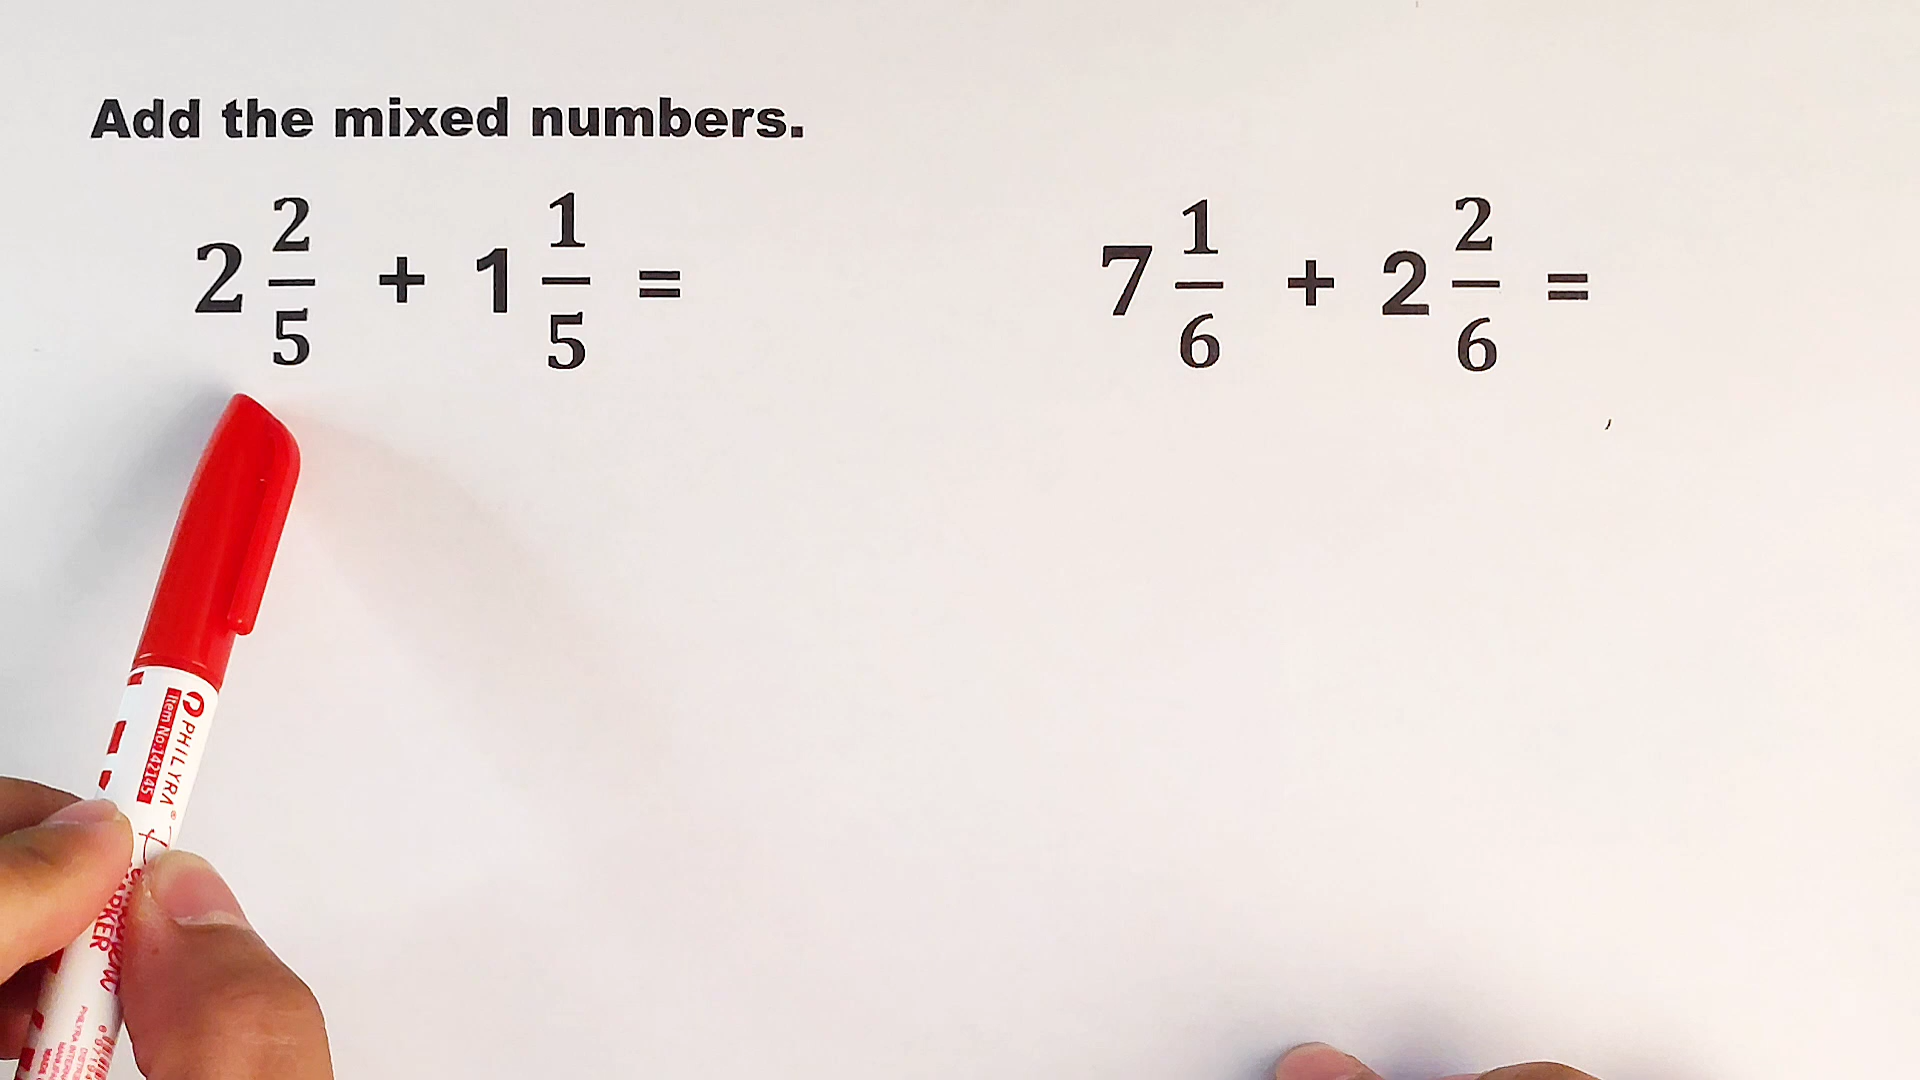 Add the mixed numbers.
2 2/5 + 1 1/5 =
7 1/6 + 2 2/6 =
PHILYRA®
Item No:142145
MARKER